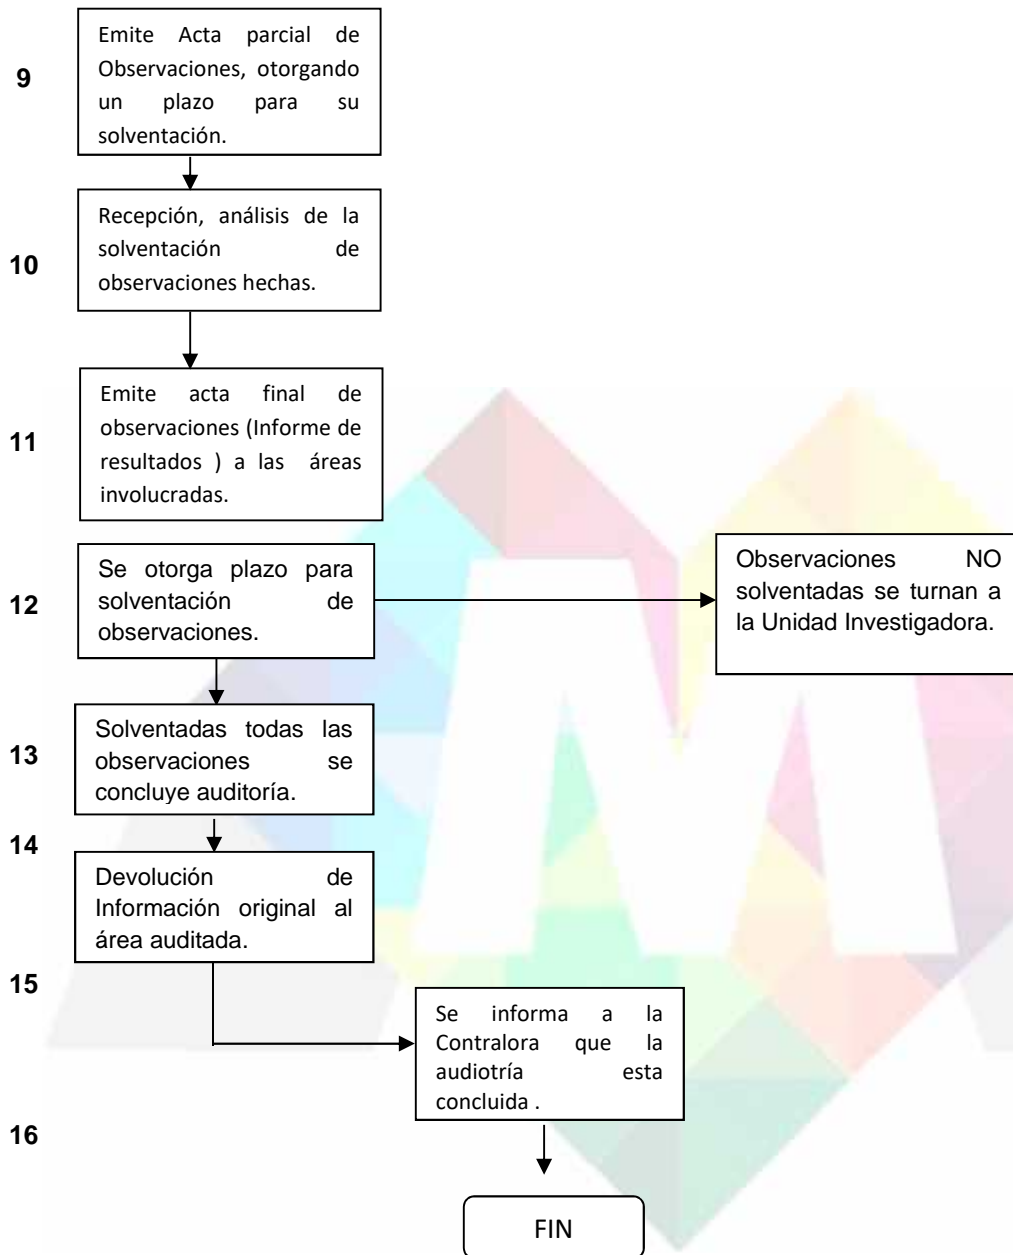 9
Emite Acta parcial de
Observaciones, otorgando
un plazo para su
solventación.
10
Recepción, análisis de la
solventación de
observaciones hechas.
11
Emite acta final de
observaciones (Informe de
resultados ) a las áreas
involucradas.
12
Se otorga plazo para
solventación de
observaciones.
Observaciones NO
solventadas se turnan a
la Unidad Investigadora.
13
Solventadas todas las
observaciones se
concluye auditoría.
14
Devolución de
Información original al
área auditada.
15
Se informa a la
Contralora que la
audiotría esta
concluida .
16
FIN